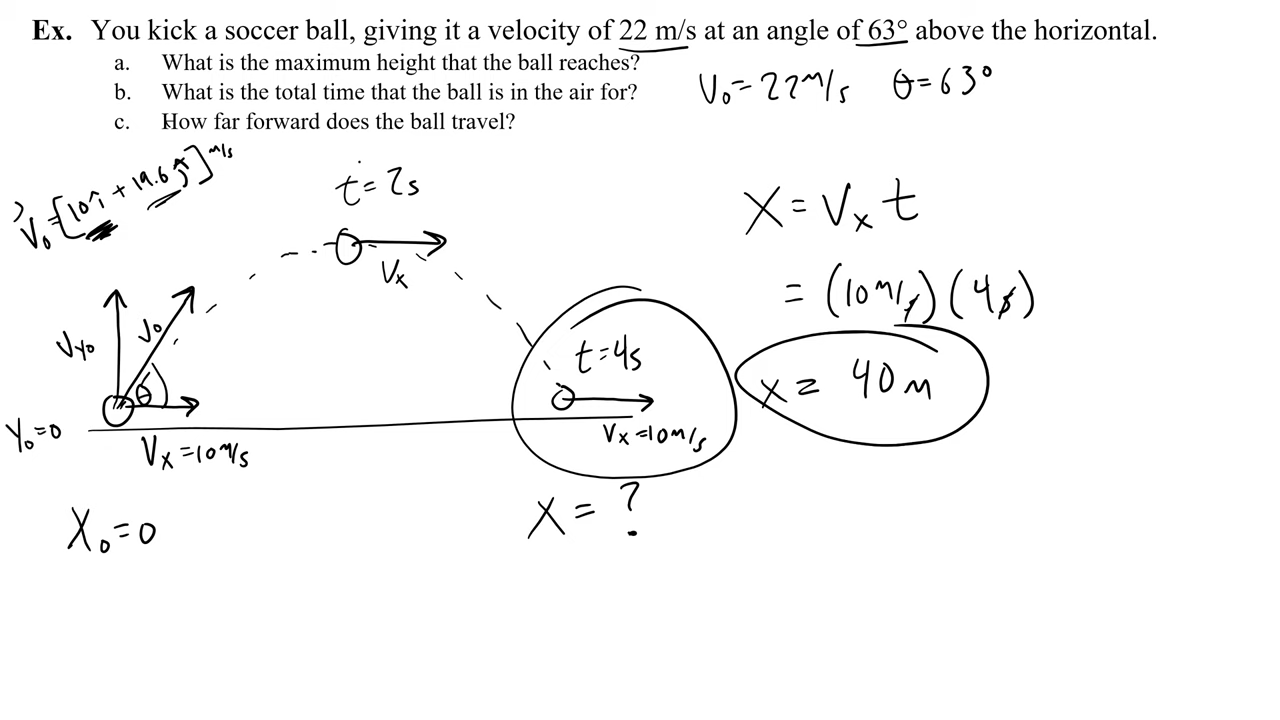 Ex. You kick a soccer ball, giving it a velocity of 22 m/s at an angle of 63° above the horizontal.
a. What is the maximum height that the ball reaches?
b. What is the total time that the ball is in the air for?
c. How far forward does the ball travel?
V₀ = 22 m/s θ = 63°
V₀ = [10î + 19.6ĵ] m/s
t = 2s
Vx
X = Vx t
= (10 m/s)(4s)
x = 40m
Vy₀
V₀
θ
t = 4s
Y₀ = 0
Vx = 10 m/s
Vx = 10 m/s
X₀ = 0
X = ?